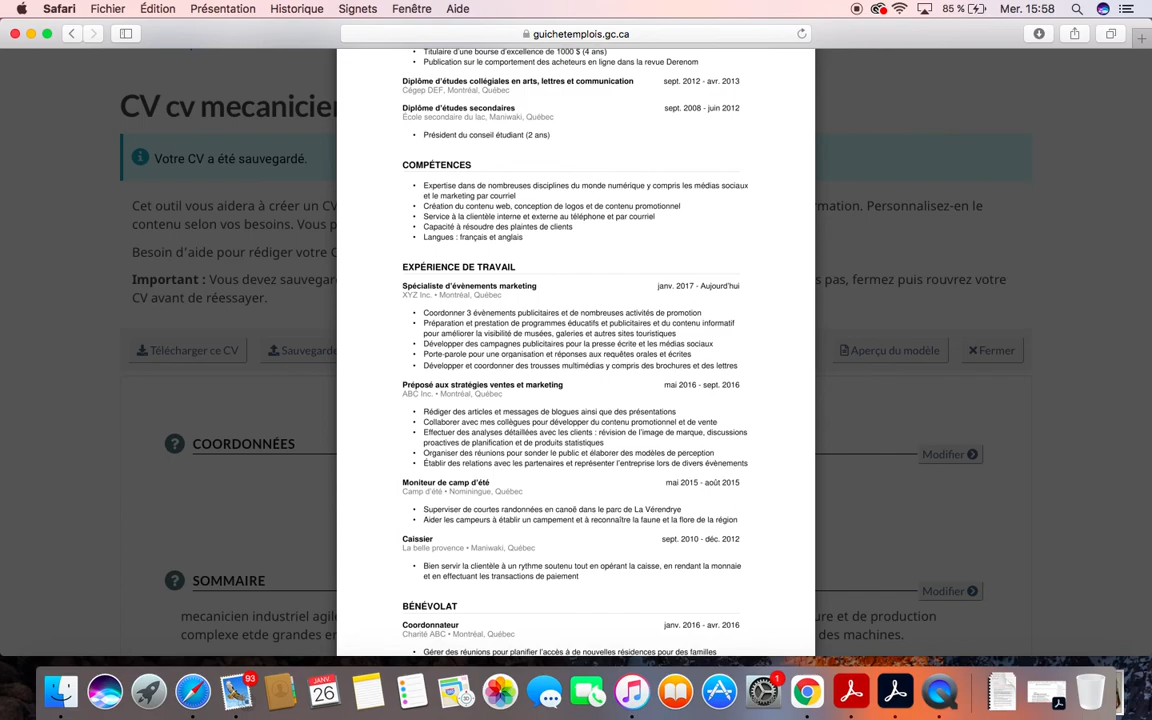 Safari Fichier Édition Présentation Historique Signets Fenêtre Aide
85 % Mer. 15:58
guichetemplois.gc.ca
CV cv mecanicien
Votre CV a été sauvegardé.
Cet outil vous aidera à créer un CV
rmation. Personnalisez-en le
contenu selon vos besoins. Vous p
Besoin d'aide pour rédiger votre C
Important : Vous devez sauvegar
s pas, fermez puis rouvrez votre
CV avant de réessayer.
Télécharger ce CV
Sauvegarde
Aperçu du modèle
Fermer
COORDONNÉES
Modifier
SOMMAIRE
Modifier
mecanicien industriel agile
ure et de production
complexe etde grandes en
des machines.
• Titulaire d'une bourse d'excellence de 1000 $ (4 ans)
• Publication sur le comportement des acheteurs en ligne dans la revue Derenom
Diplôme d'études collégiales en arts, lettres et communication sept. 2012 - avr. 2013
Cégep DEF, Montréal, Québec
Diplôme d'études secondaires sept. 2008 - juin 2012
École secondaire du lac, Maniwaki, Québec
• Président du conseil étudiant (2 ans)
COMPÉTENCES
• Expertise dans de nombreuses disciplines du monde numérique y compris les médias sociaux
et le marketing par courriel
• Création du contenu web, conception de logos et de contenu promotionnel
• Service à la clientèle interne et externe au téléphone et par courriel
• Capacité à résoudre des plaintes de clients
• Langues : français et anglais
EXPÉRIENCE DE TRAVAIL
Spécialiste d'évènements marketing janv. 2017 - Aujourd'hui
XYZ Inc. • Montréal, Québec
• Coordonner 3 évènements publicitaires et de nombreuses activités de promotion
• Préparation et prestation de programmes éducatifs et publicitaires et du contenu informatif
pour améliorer la visibilité de musées, galeries et autres sites touristiques
• Développer des campagnes publicitaires pour la presse écrite et les médias sociaux
• Porte-parole pour une organisation et réponses aux requêtes orales et écrites
• Développer et coordonner des trousses multimédias y compris des brochures et des lettres
Préposé aux stratégies ventes et marketing mai 2016 - sept. 2016
ABC Inc. • Montréal, Québec
• Rédiger des articles et messages de blogues ainsi que des présentations
• Collaborer avec mes collègues pour développer du contenu promotionnel et de vente
• Effectuer des analyses détaillées avec les clients : révision de l'image de marque, discussions
proactives de planification et de produits statistiques
• Organiser des réunions pour sonder le public et élaborer des modèles de perception
• Établir des relations avec les partenaires et représenter l'entreprise lors de divers évènements
Moniteur de camp d'été mai 2015 - août 2015
Camp d'été • Nominingue, Québec
• Superviser de courtes randonnées en canoë dans le parc de La Vérendrye
• Aider les campeurs à établir un campement et à reconnaître la faune et la flore de la région
Caissier sept. 2010 - déc. 2012
La belle provence • Maniwaki, Québec
• Bien servir la clientèle à un rythme soutenu tout en opérant la caisse, en rendant la monnaie
et en effectuant les transactions de paiement
BÉNÉVOLAT
Coordonnateur janv. 2016 - avr. 2016
Charité ABC • Montréal, Québec
• Gérer des réunions pour planifier l'accès à de nouvelles résidences pour des familles
93
JANV.
26
1